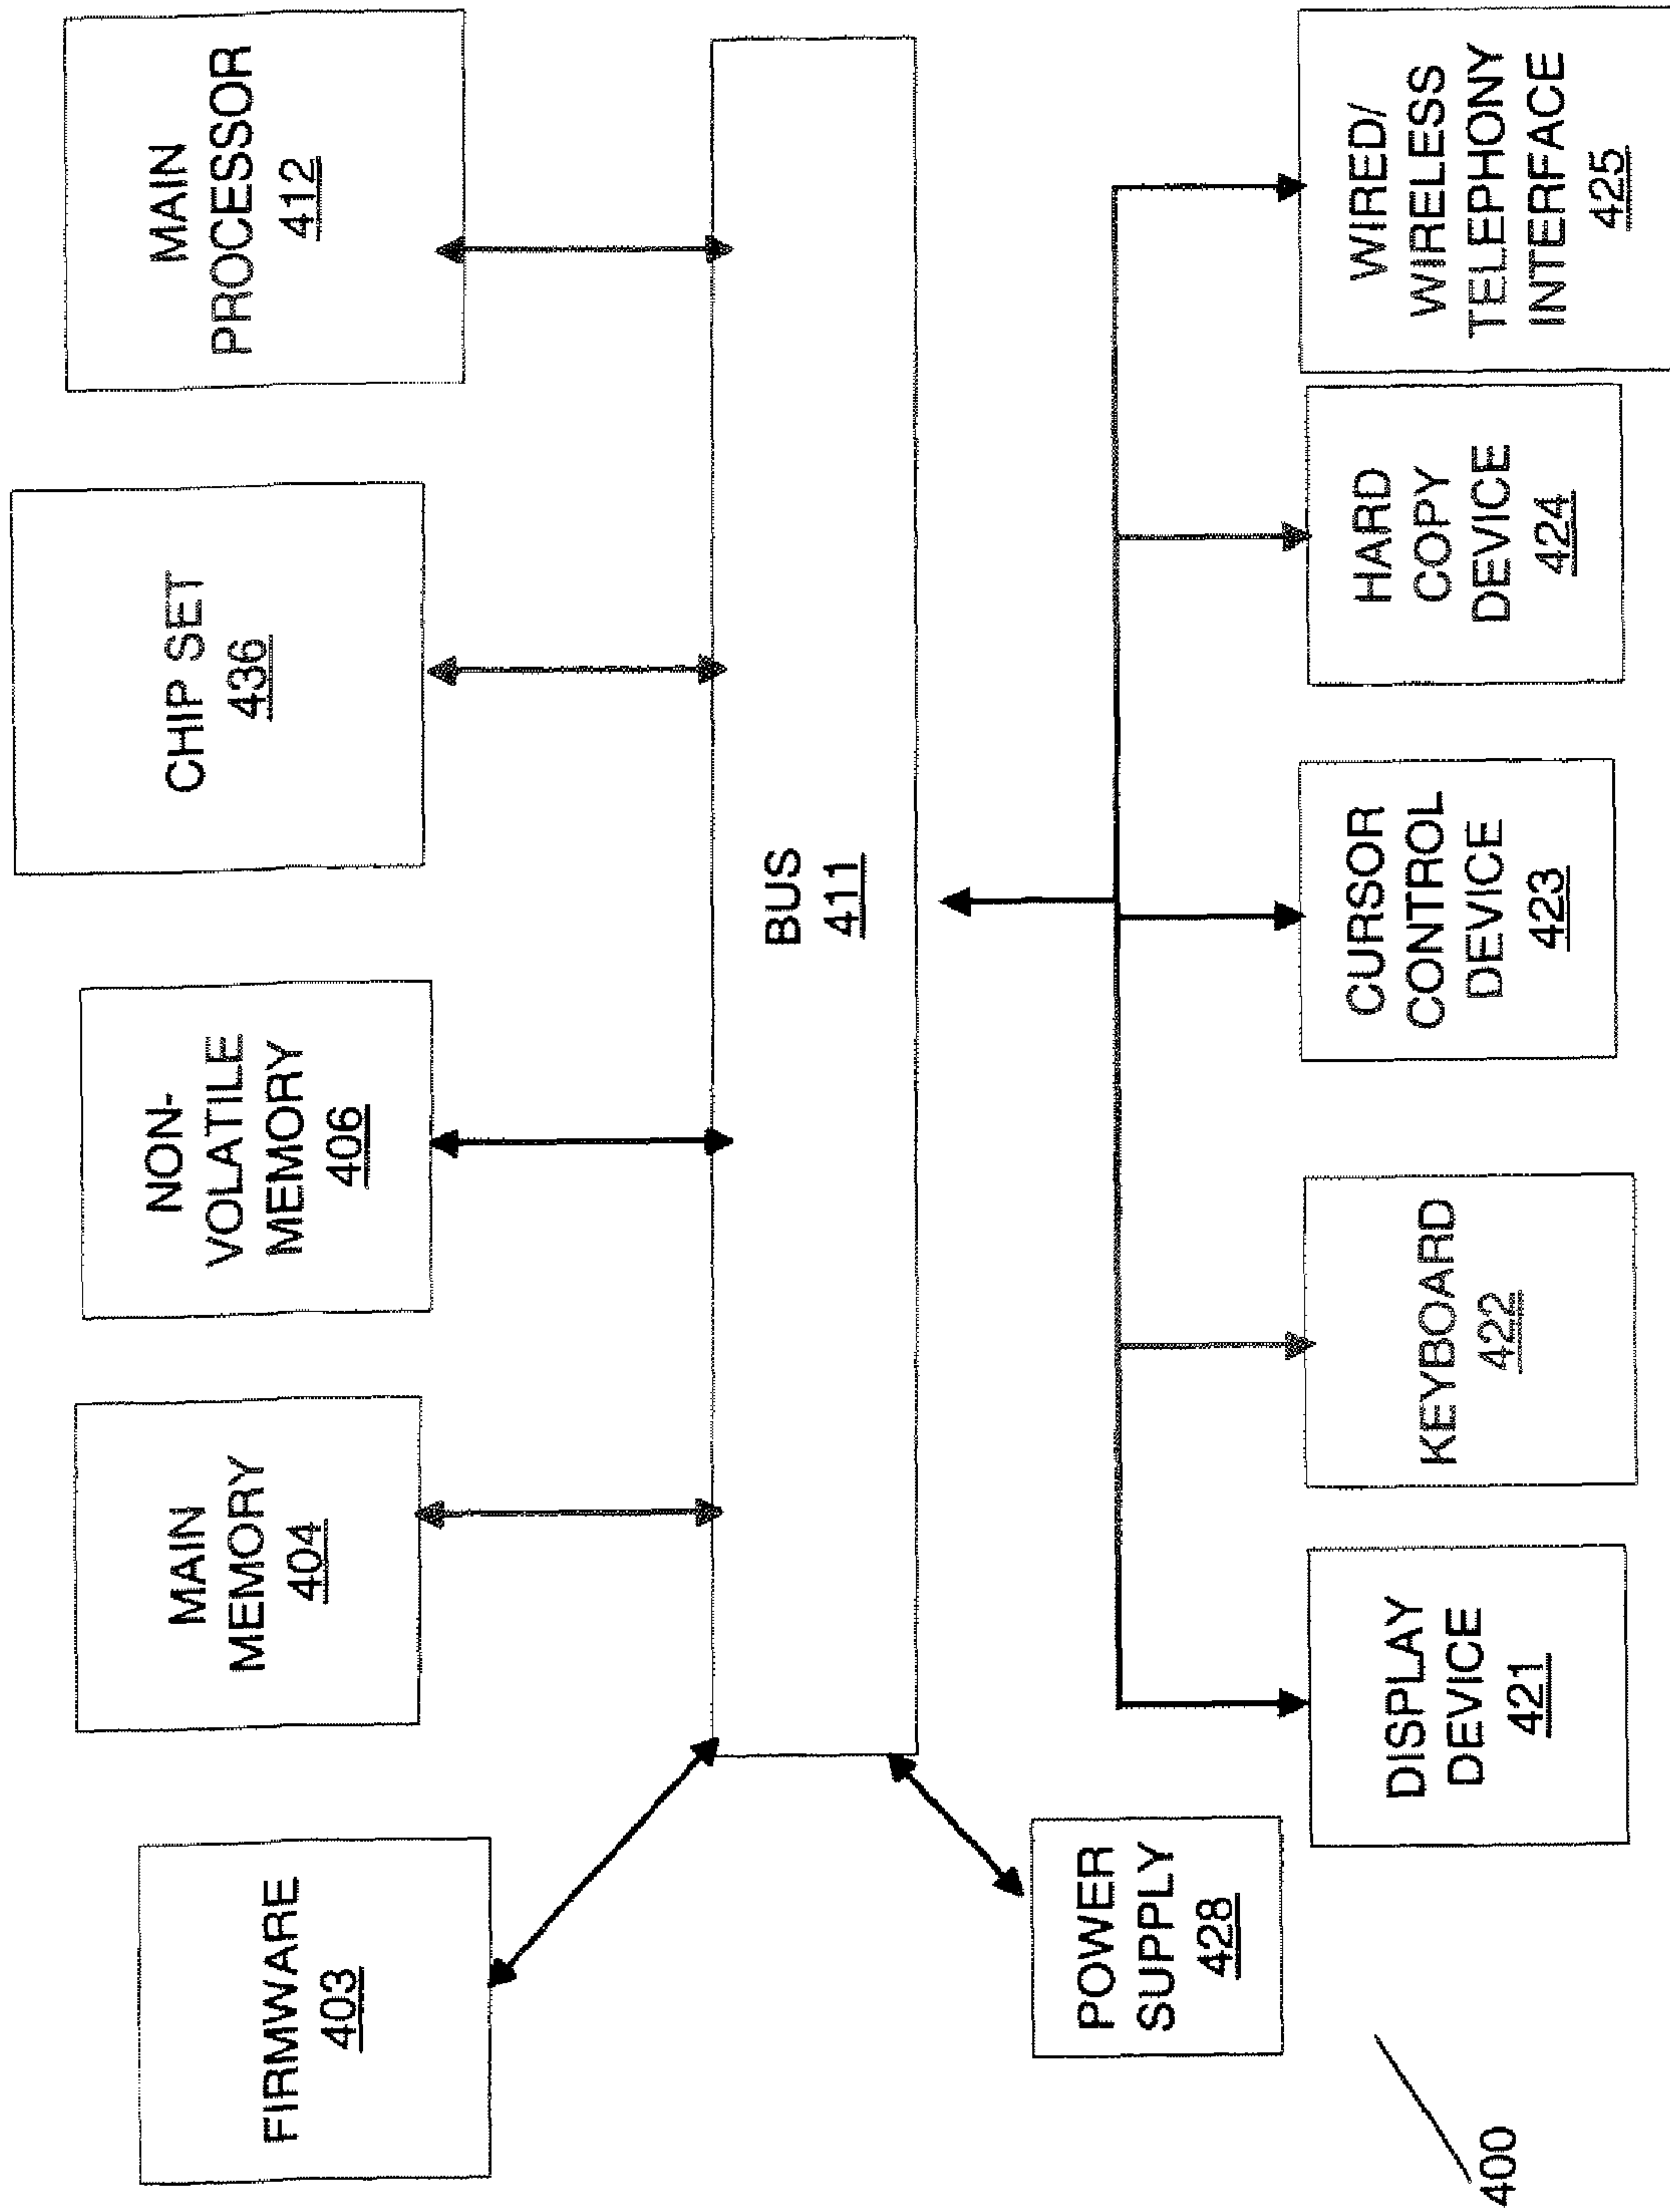 FIRMWARE
403
MAIN
MEMORY
404
NON-
VOLATILE
MEMORY
406
CHIP SET
436
MAIN
PROCESSOR
412
BUS
411
POWER
SUPPLY
428
DISPLAY
DEVICE
421
KEYBOARD
422
CURSOR
CONTROL
DEVICE
423
HARD
COPY
DEVICE
424
WIRED/
WIRELESS
TELEPHONY
INTERFACE
425
400